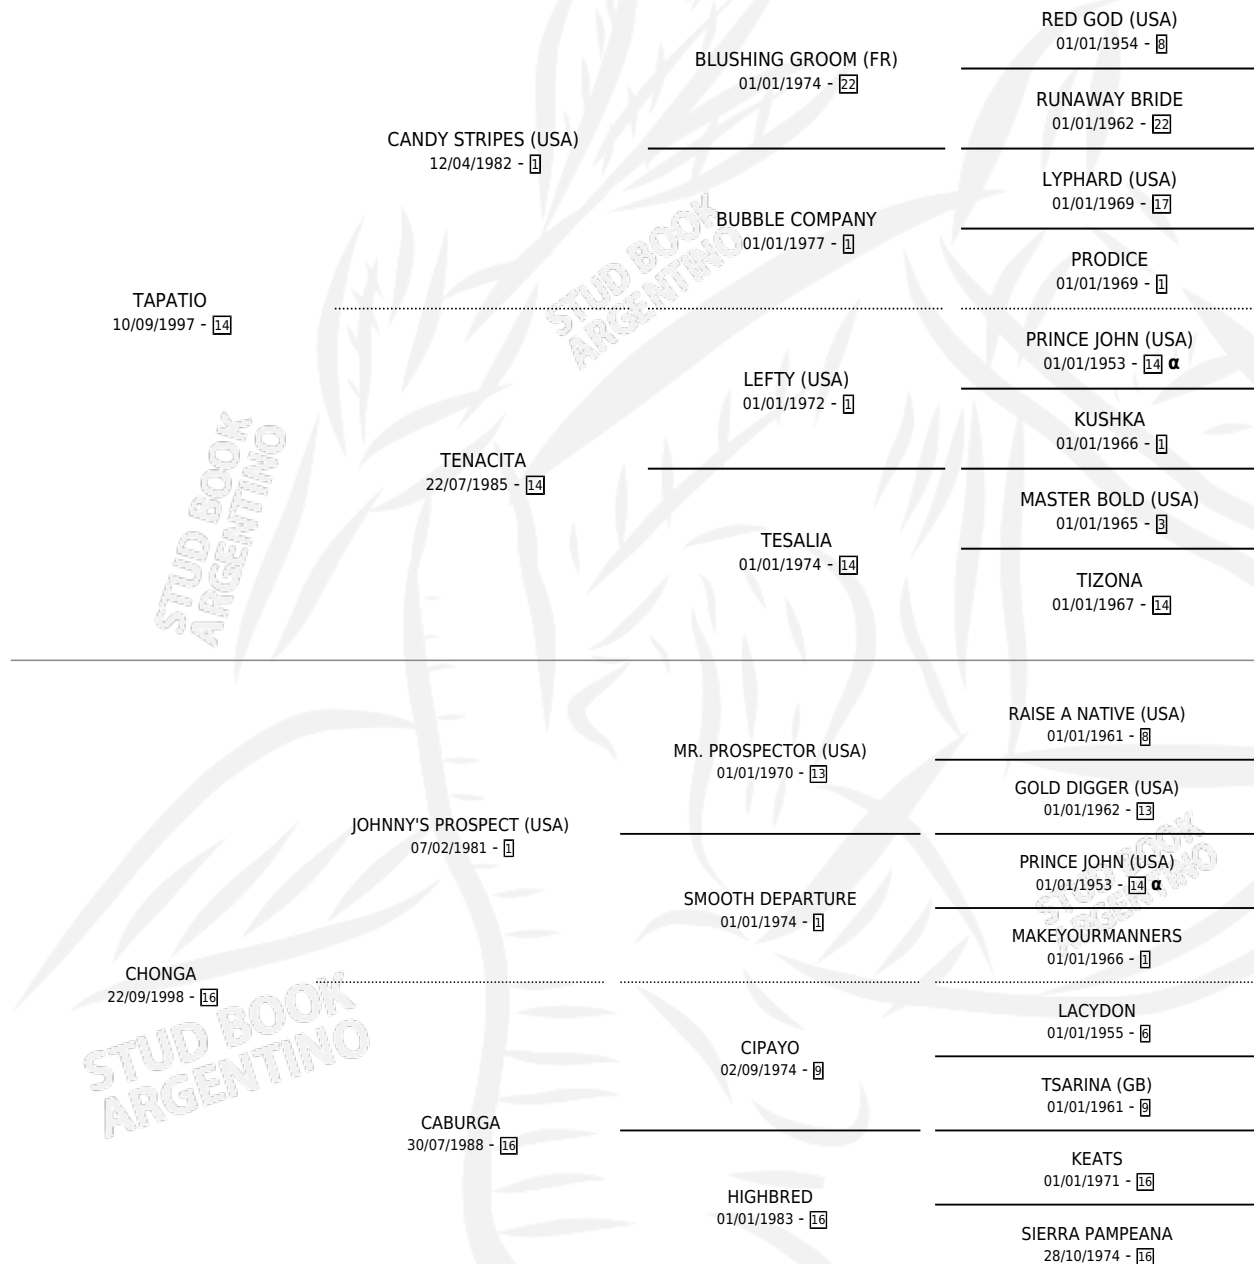 RED GOD (USA)
01/01/1954 - 8
BLUSHING GROOM (FR)
01/01/1974 - 22
RUNAWAY BRIDE
01/01/1962 - 22
CANDY STRIPES (USA)
12/04/1982 - 1
LYPHARD (USA)
01/01/1969 - 17
BUBBLE COMPANY
01/01/1977 - 1
PRODICE
01/01/1969 - 1
STUD BOOK
ARGENTINO
TAPATIO
10/09/1997 - 14
PRINCE JOHN (USA)
01/01/1953 - 14 α
LEFTY (USA)
01/01/1972 - 1
KUSHKA
01/01/1966 - 1
TENACITA
22/07/1985 - 14
MASTER BOLD (USA)
01/01/1965 - 3
TESALIA
01/01/1974 - 14
TIZONA
01/01/1967 - 14
STUD BOOK
ARGENTINO
RAISE A NATIVE (USA)
01/01/1961 - 8
MR. PROSPECTOR (USA)
01/01/1970 - 13
GOLD DIGGER (USA)
01/01/1962 - 13
JOHNNY'S PROSPECT (USA)
07/02/1981 - 1
PRINCE JOHN (USA)
01/01/1953 - 14 α
STUD BOOK
ARGENTINO
SMOOTH DEPARTURE
01/01/1974 - 1
MAKEYOURMANNERS
01/01/1966 - 1
CHONGA
22/09/1998 - 16
STUD BOOK
ARGENTINO
LACYDON
01/01/1955 - 6
CIPAYO
02/09/1974 - 9
TSARINA (GB)
01/01/1961 - 9
CABURGA
30/07/1988 - 16
KEATS
01/01/1971 - 16
HIGHBRED
01/01/1983 - 16
SIERRA PAMPEANA
28/10/1974 - 16